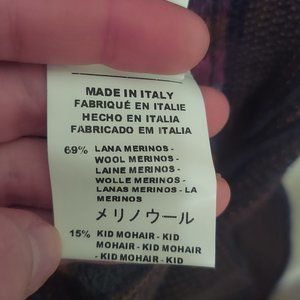 MADE IN ITALY
FABRIQUÉ EN ITALIE
HECHO EN ITALIA
FABRICADO EM ITALIA
69% LANA MERINOS -
WOOL MERINOS -
LAINE MERINOS -
WOLLE MERINOS -
LANAS MERINOS - LA
MERINOS
メリノウール
15% KID MOHAIR - KID
MOHAIR - KID MOHAIR
- KID MOHAIR - KID